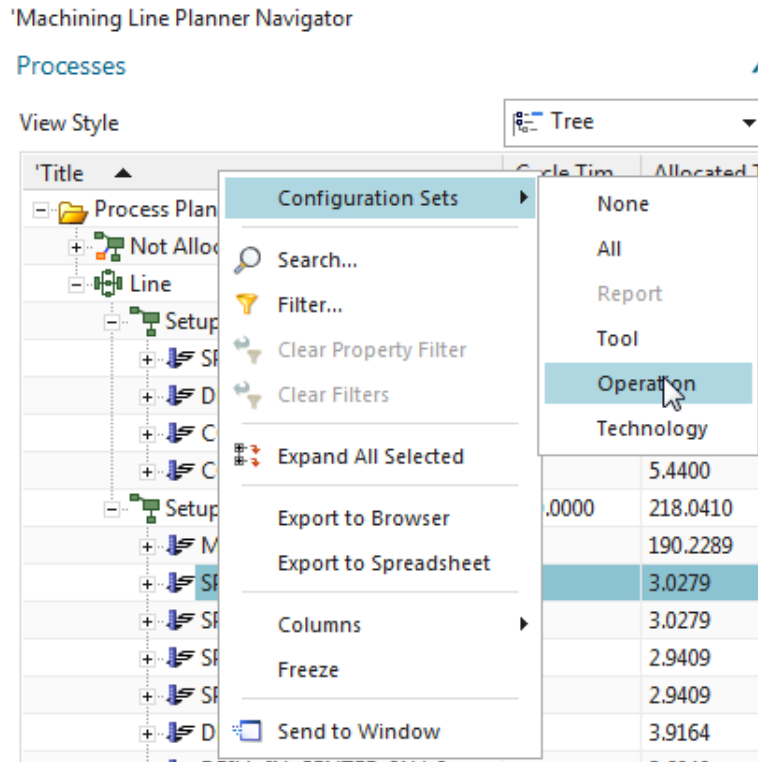 'Machining Line Planner Navigator
Processes
View Style
Tree
'Title
Process Plan
Not Alloc
Line
Setup
5.4400
Setup
.0000 218.0410
190.2289
3.0279
3.0279
2.9409
2.9409
3.9164
Configuration Sets
Search...
Filter...
Clear Property Filter
Clear Filters
Expand All Selected
Export to Browser
Export to Spreadsheet
Columns
Freeze
Send to Window
None
All
Report
Tool
Operation
Technology